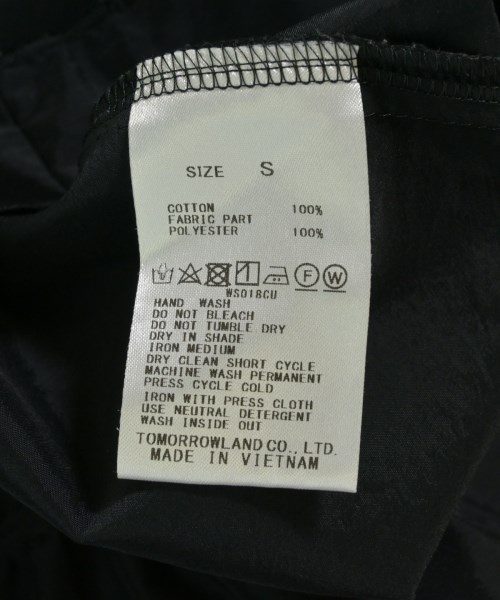 SIZE S
COTTON 100%
FABRIC PART
POLYESTER 100%
F W
WS018CU
HAND WASH
DO NOT BLEACH
DO NOT TUMBLE DRY
DRY IN SHADE
IRON MEDIUM
DRY CLEAN SHORT CYCLE
MACHINE WASH PERMANENT
PRESS CYCLE COLD
IRON WITH PRESS CLOTH
USE NEUTRAL DETERGENT
WASH INSIDE OUT
TOMORROWLAND CO., LTD.
MADE IN VIETNAM